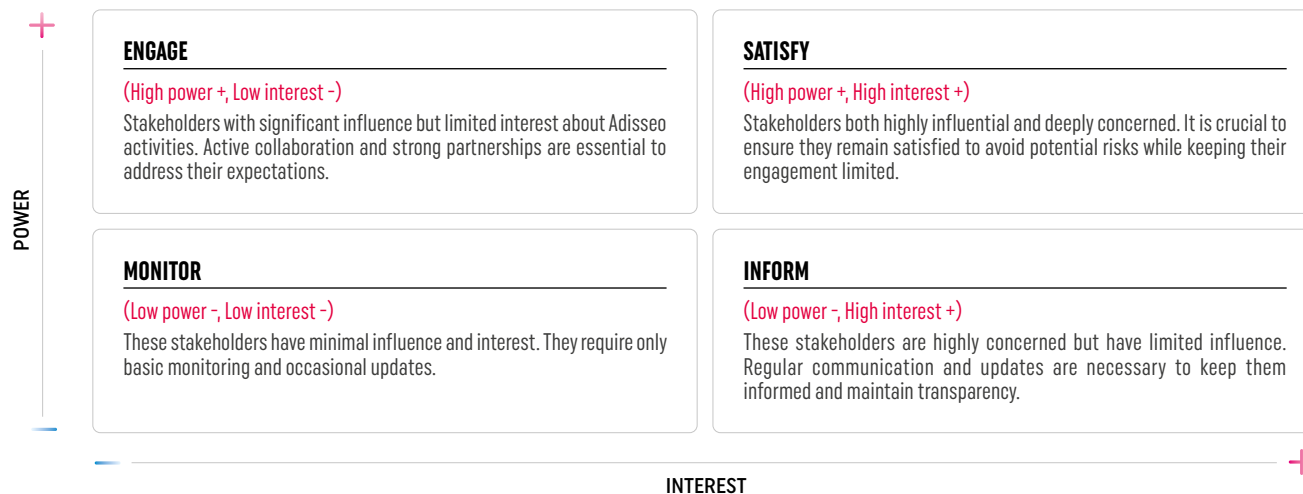 ENGAGE
(High power +, Low interest -)
Stakeholders with significant influence but limited interest about Adisseo
activities. Active collaboration and strong partnerships are essential to
address their expectations.
SATISFY
(High power +, High interest +)
Stakeholders both highly influential and deeply concerned. It is crucial to
ensure they remain satisfied to avoid potential risks while keeping their
engagement limited.
POWER
MONITOR
(Low power -, Low interest -)
These stakeholders have minimal influence and interest. They require only
basic monitoring and occasional updates.
INFORM
(Low power -, High interest +)
These stakeholders are highly concerned but have limited influence.
Regular communication and updates are necessary to keep them
informed and maintain transparency.
INTEREST